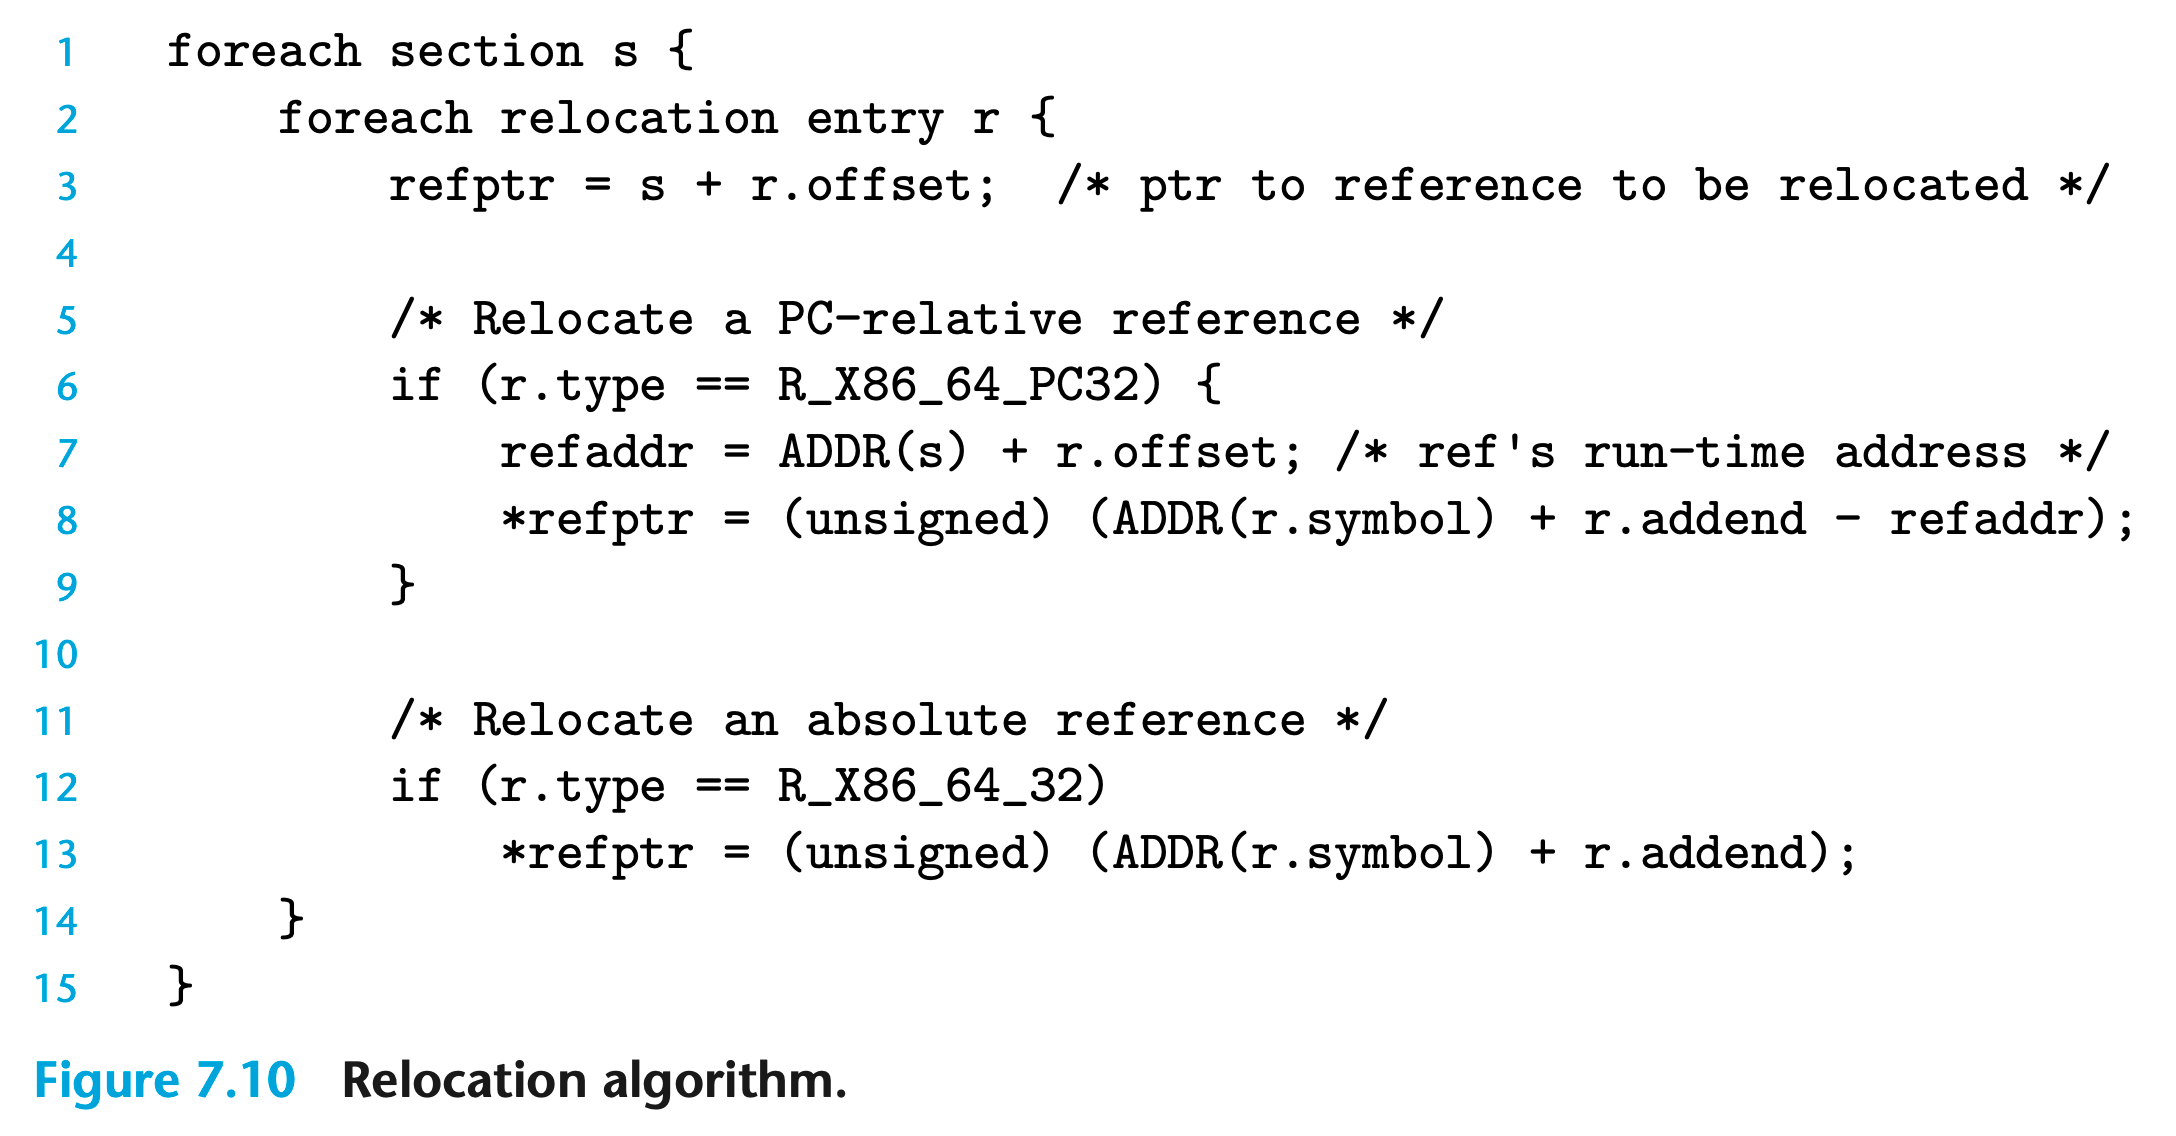 1 foreach section s {
2 foreach relocation entry r {
3 refptr = s + r.offset; /* ptr to reference to be relocated */
4
5 /* Relocate a PC-relative reference */
6 if (r.type == R_X86_64_PC32) {
7 refaddr = ADDR(s) + r.offset; /* ref's run-time address */
8 *refptr = (unsigned) (ADDR(r.symbol) + r.addend - refaddr);
9 }
10
11 /* Relocate an absolute reference */
12 if (r.type == R_X86_64_32)
13 *refptr = (unsigned) (ADDR(r.symbol) + r.addend);
14 }
15 }
Figure 7.10 Relocation algorithm.